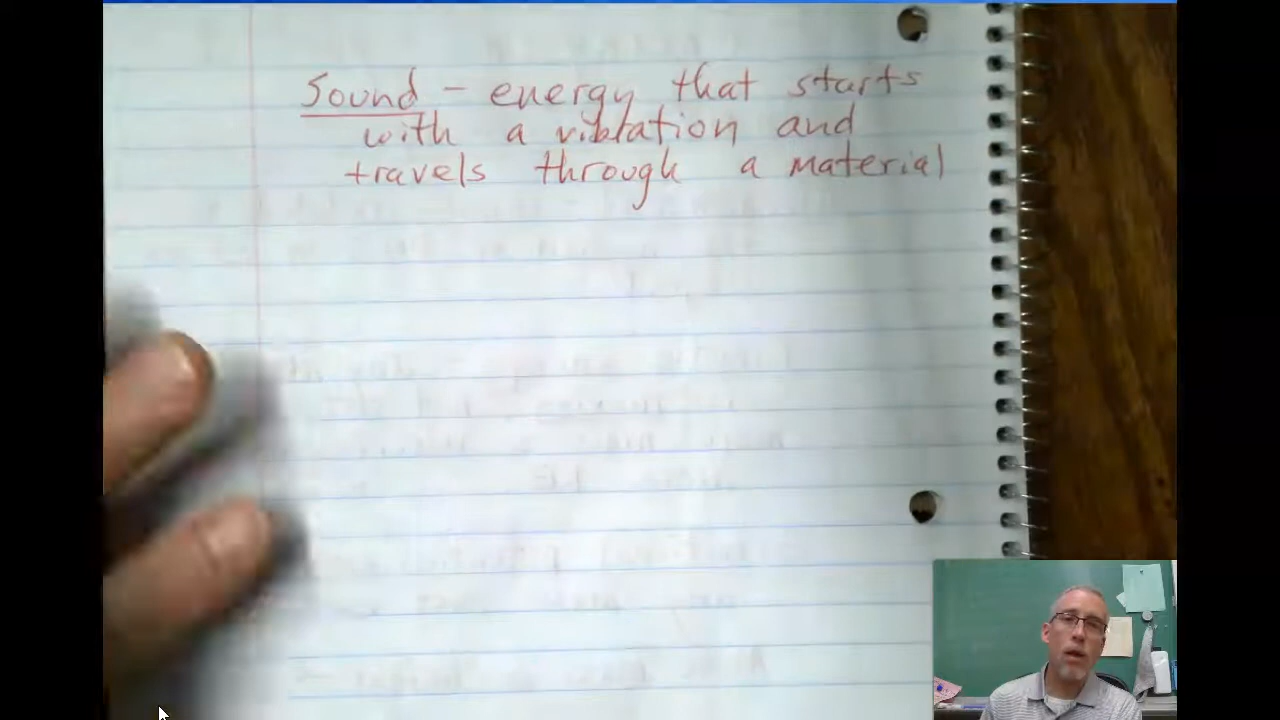 Sound - energy that starts
with a vibration and
travels through a material